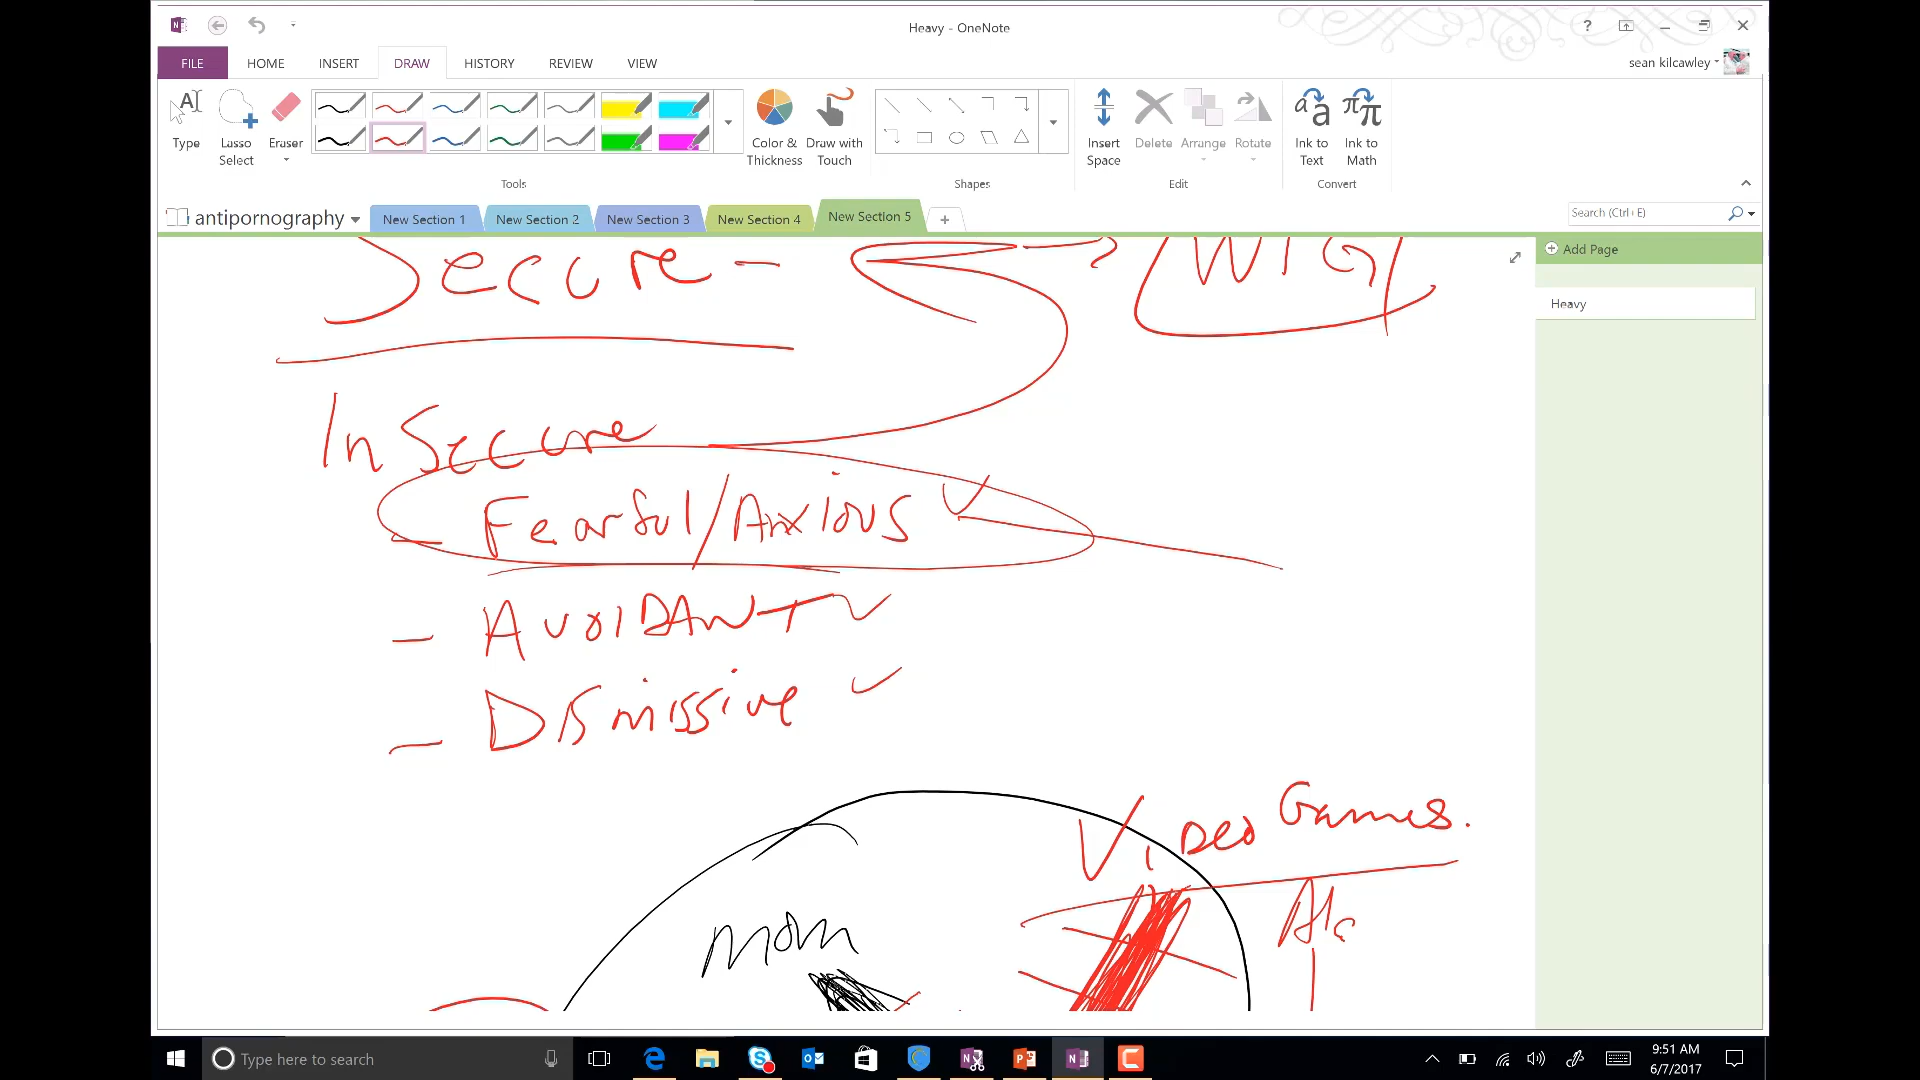 Heavy - OneNote
?
FILE HOME INSERT DRAW HISTORY REVIEW VIEW
sean kilcawley
Type
Lasso Select
Eraser
Color & Thickness
Draw with Touch
Insert Space
Delete
Arrange
Rotate
Ink to Text
Ink to Math
Tools Shapes Edit Convert
antipornography New Section 1 New Section 2 New Section 3 New Section 4 New Section 5
Search (Ctrl+E)
Add Page
Heavy
Secure -
InSecure
- Fearful/Anxious
- AvoiDAnt
- Dismissive
Video Games.
Alc
mom
Type here to search
9:51 AM
6/7/2017